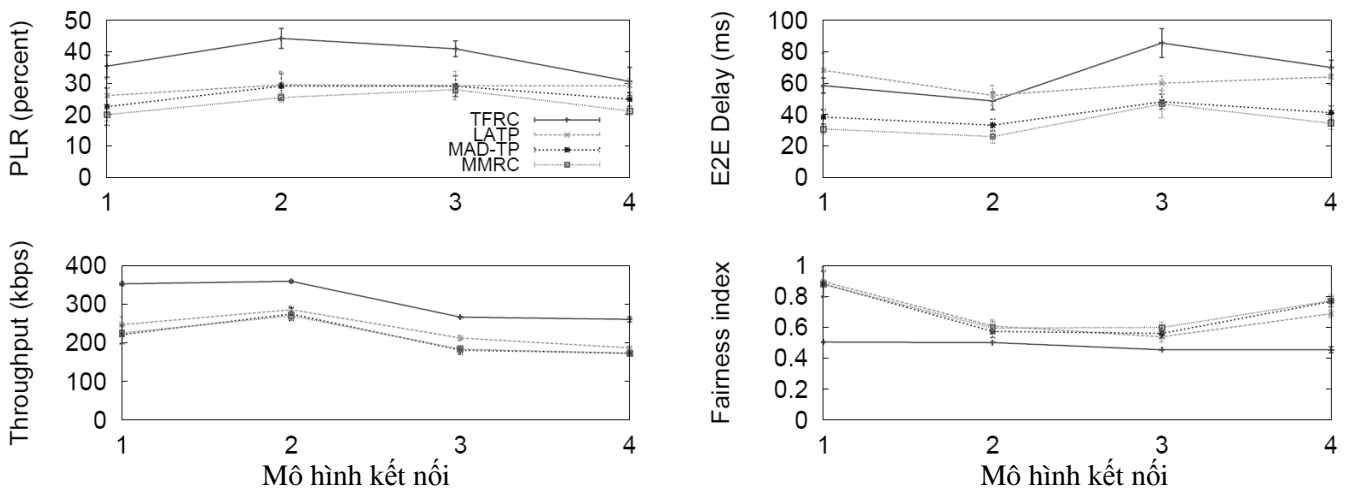 PLR (percent)
50
40
30
20
10
0
TFRC
LATP
MAD-TP
MMRC
1 2 3 4
E2E Delay (ms)
100
80
60
40
20
0
1 2 3 4
Throughput (kbps)
400
300
200
100
0
1 2 3 4
Mô hình kết nối
Fairness index
1
0.8
0.6
0.4
0.2
0
1 2 3 4
Mô hình kết nối